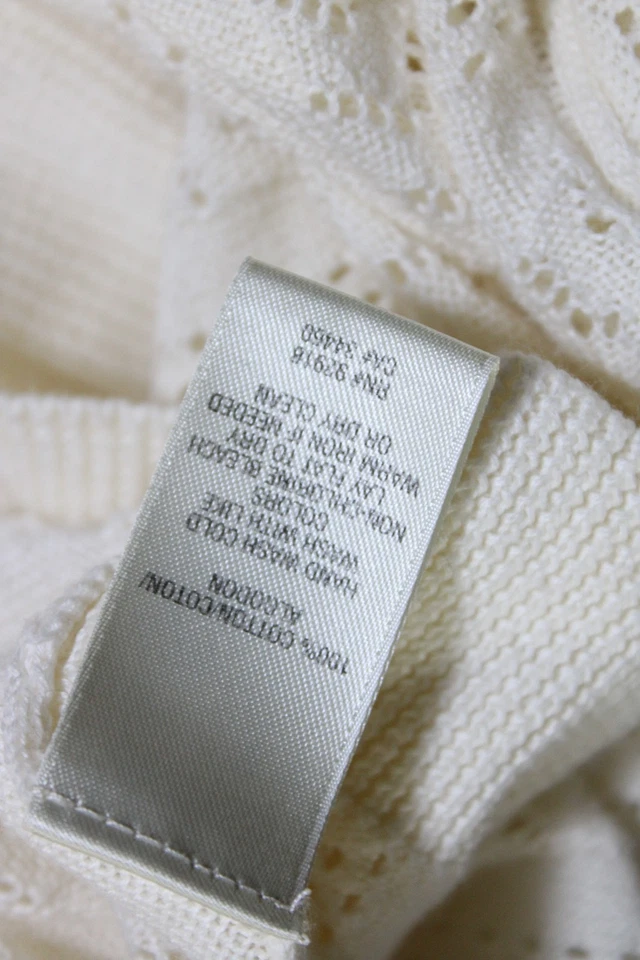 100% COTTON/COTON/
ALGODON
HAND WASH COLD
WASH WITH LIKE
COLORS
NON-CHLORINE BLEACH
LAY FLAT TO DRY
WARM IRON IF NEEDED
OR DRY CLEAN
RN# 92918
CA# 34460